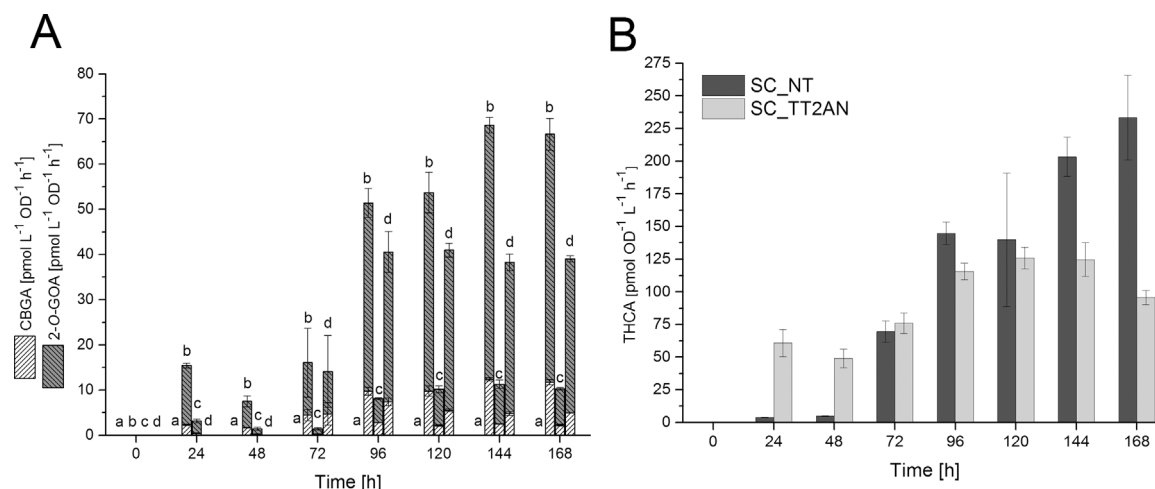 A
CBGA [pmol L⁻¹ OD⁻¹ h⁻¹]
2-O-GOA [pmol L⁻¹ OD⁻¹ h⁻¹]
80
70
60
50
40
30
20
10
0
a b c d
a b c d
a b c d
a b c d
a b c d
a b c d
a b c d
a b c d
0 24 48 72 96 120 144 168
Time [h]
B
THCA [pmol OD⁻¹ L⁻¹ h⁻¹]
275
250
225
200
175
150
125
100
75
50
25
0
SC_NT
SC_TT2AN
0 24 48 72 96 120 144 168
Time [h]